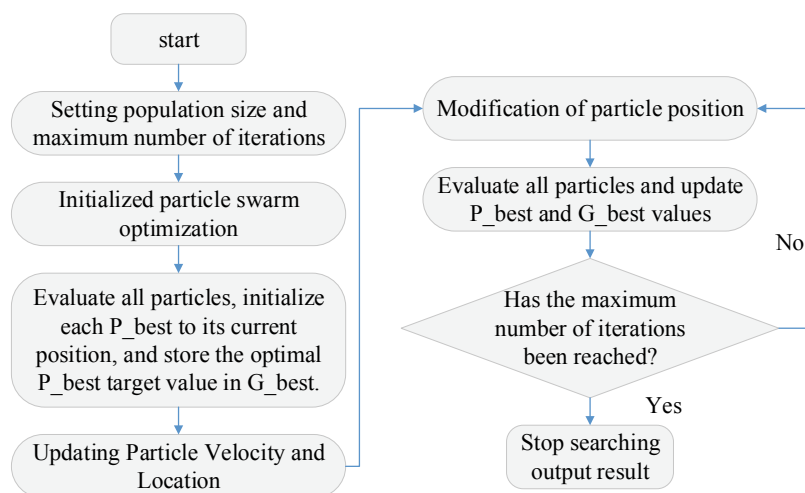 start
Setting population size and
maximum number of iterations
Initialized particle swarm
optimization
Evaluate all particles, initialize
each P_best to its current
position, and store the optimal
P_best target value in G_best.
Updating Particle Velocity and
Location
Modification of particle position
Evaluate all particles and update
P_best and G_best values
No
Has the maximum
number of iterations
been reached?
Yes
Stop searching
output result